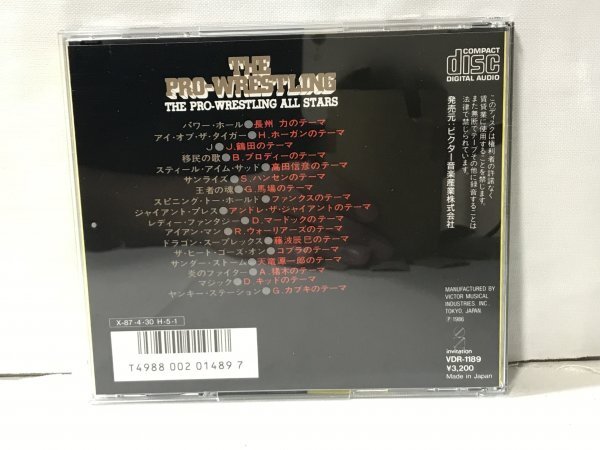 THE
PRO-WRESTLING
THE PRO-WRESTLING ALL STARS
COMPACT
disc
DIGITAL AUDIO
パワー・ホール●長州 力のテーマ
アイ・オブ・ザ・タイガー●H.ホーガンのテーマ
J●J.鶴田のテーマ
移民の歌●B.ブロディーのテーマ
スティール・アイム・サッド●高田信彦のテーマ
サンライズ●S.ハンセンのテーマ
王者の魂●G.馬場のテーマ
スピニング・トー・ホールド●ファンクスのテーマ
ジャイアント・プレス●アンドレ・ザ・ジャイアントのテーマ
レディー・ファンタジー●D.マードックのテーマ
アイアン・マン●R.ウォーリアーズのテーマ
ドラゴン・スープレックス●藤波辰巳のテーマ
ザ・ヒート・ゴーズ・オン●コブラのテーマ
サンダー・ストーム●天竜源一郎のテーマ
炎のファイター●A.猪木のテーマ
マジック●D.キッドのテーマ
ヤンキー・ステーション●G.カブキのテーマ
X-87・4・30 H・5・1
T4988 002 01489 7
このディスクは権利者の許諾なく
賃貸業に使用することを禁じます。
また無断でテープその他に録音することは
法律で禁じられています。
発売元:ビクター音楽産業株式会社
MANUFACTURED BY
VICTOR MUSICAL
INDUSTRIES INC.
TOKYO, JAPAN
℗ 1986
invitation
VDR-1189
¥3,200
Made in Japan